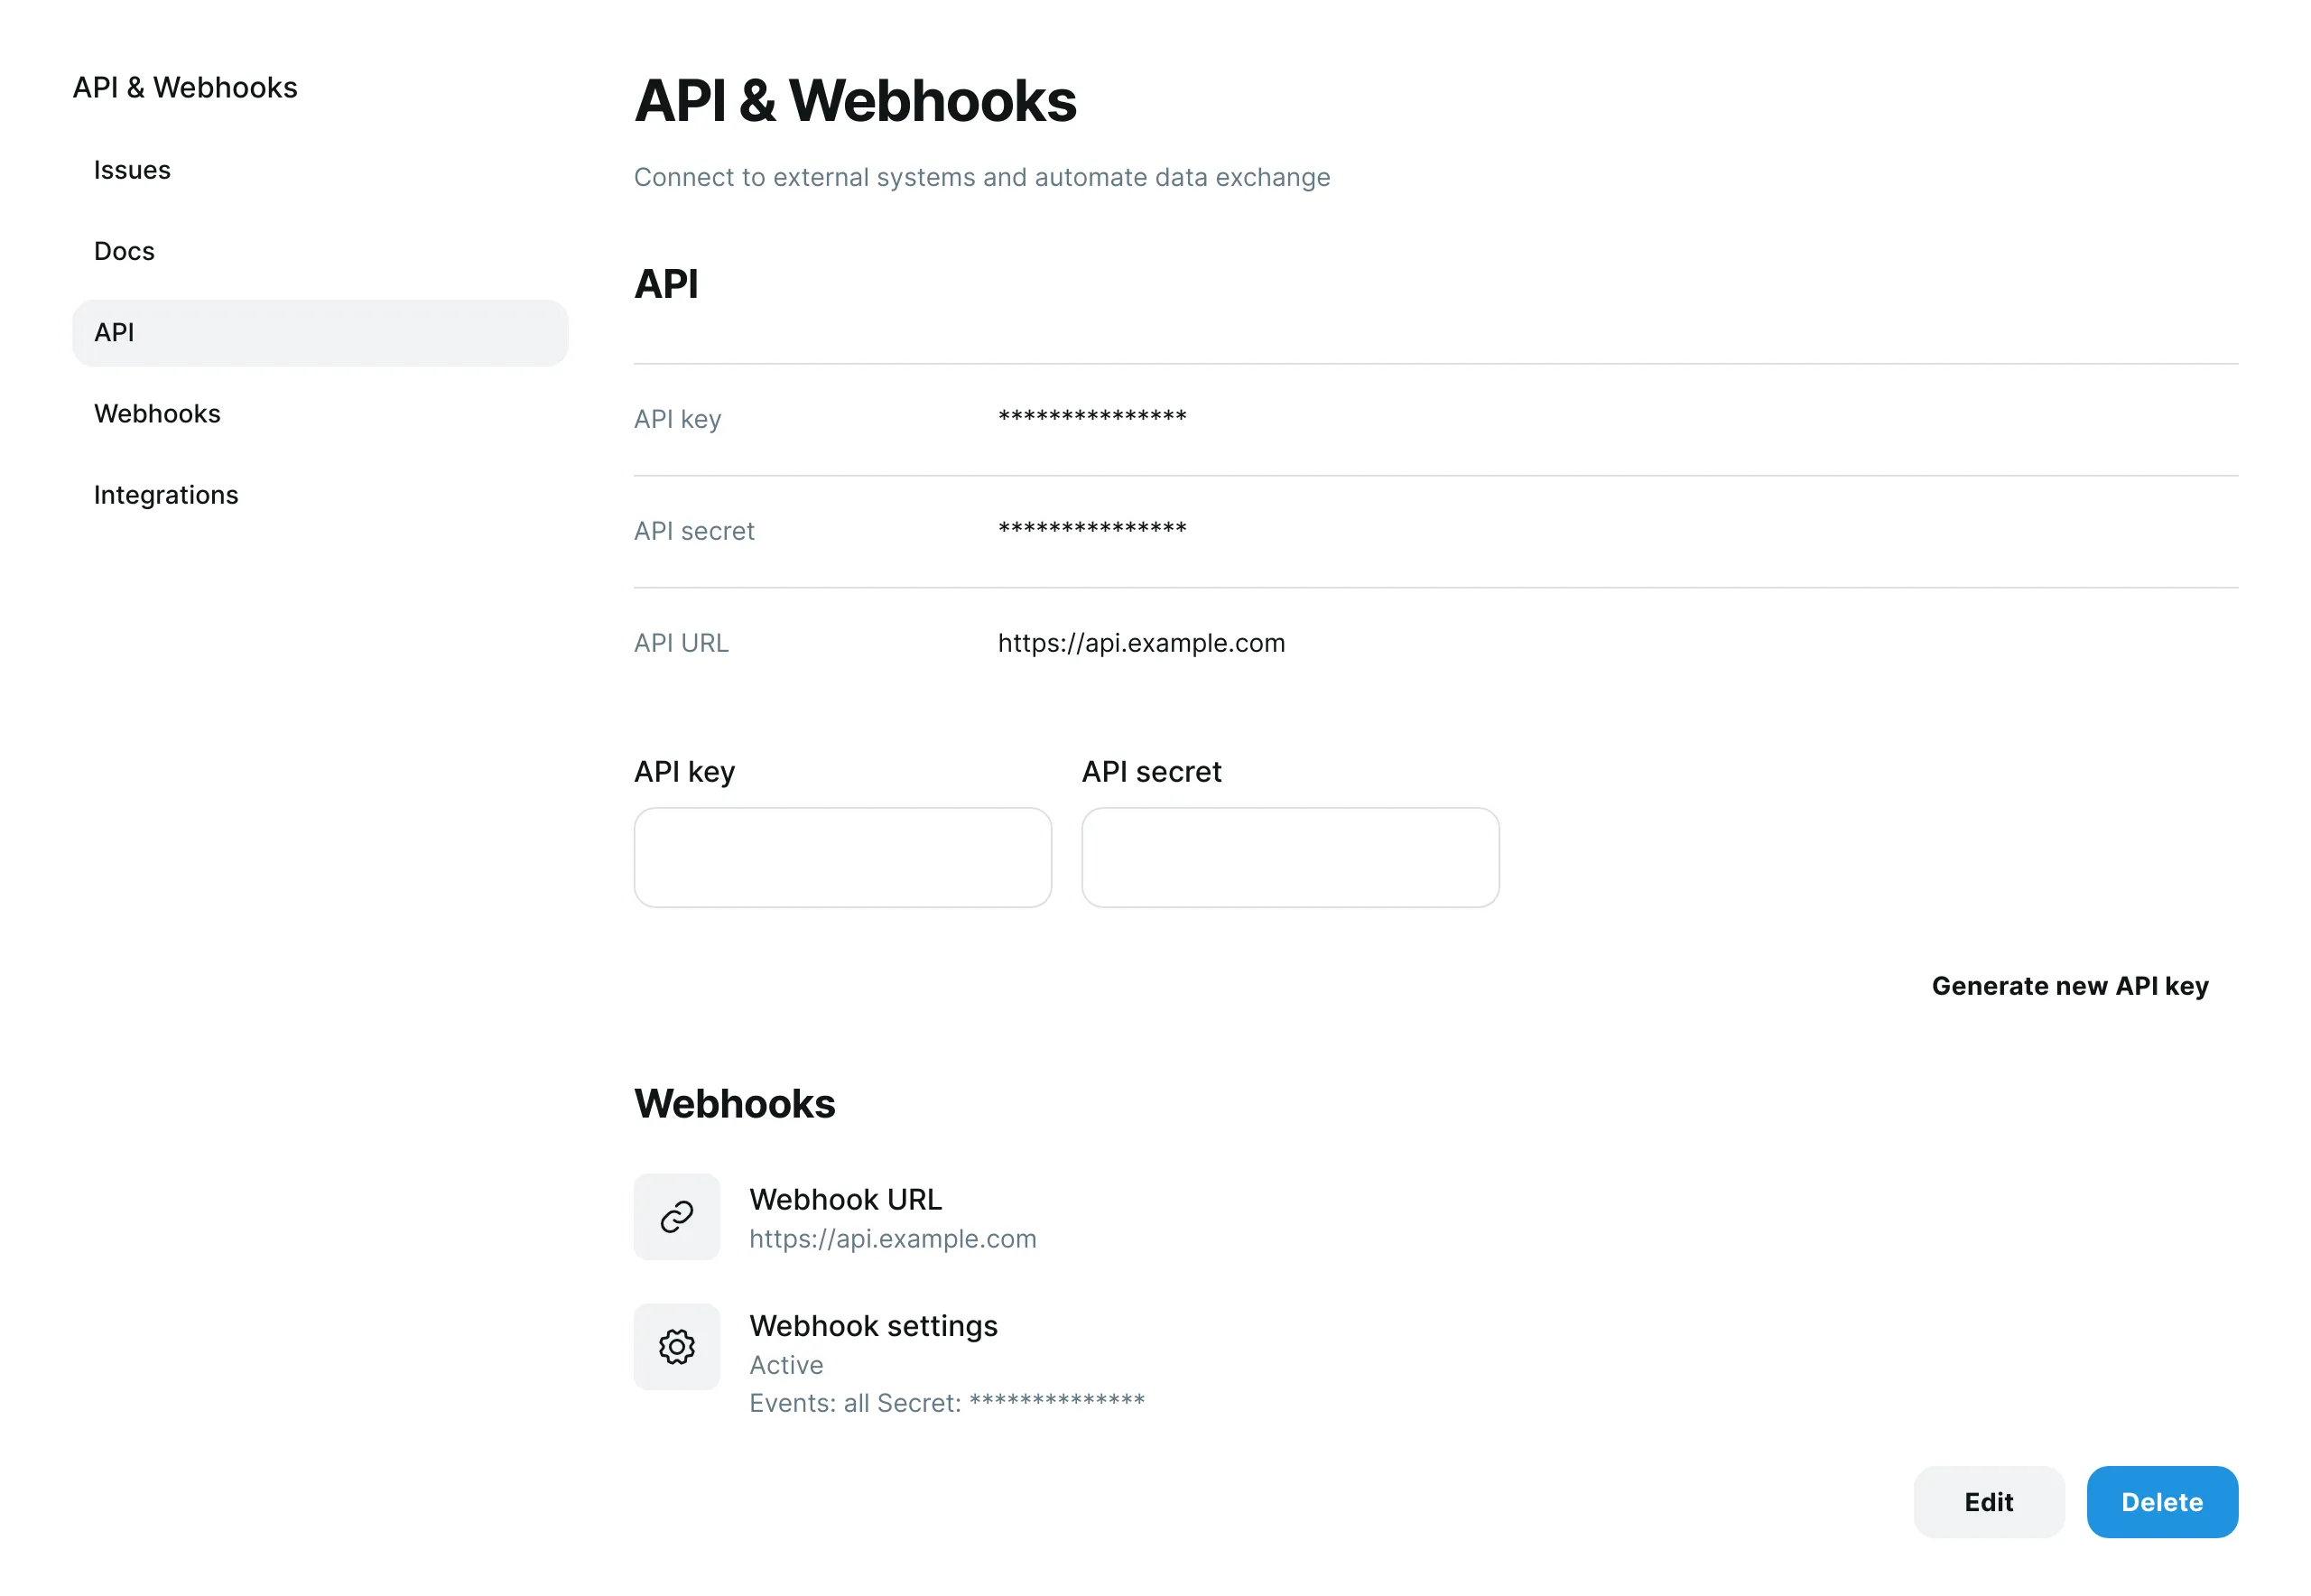 API & Webhooks
Issues
Docs
API
Webhooks
Integrations
API & Webhooks
Connect to external systems and automate data exchange
API
API key ***************
API secret ***************
API URL https://api.example.com
API key API secret
Generate new API key
Webhooks
Webhook URL
https://api.example.com
Webhook settings
Active
Events: all Secret: **************
Edit Delete